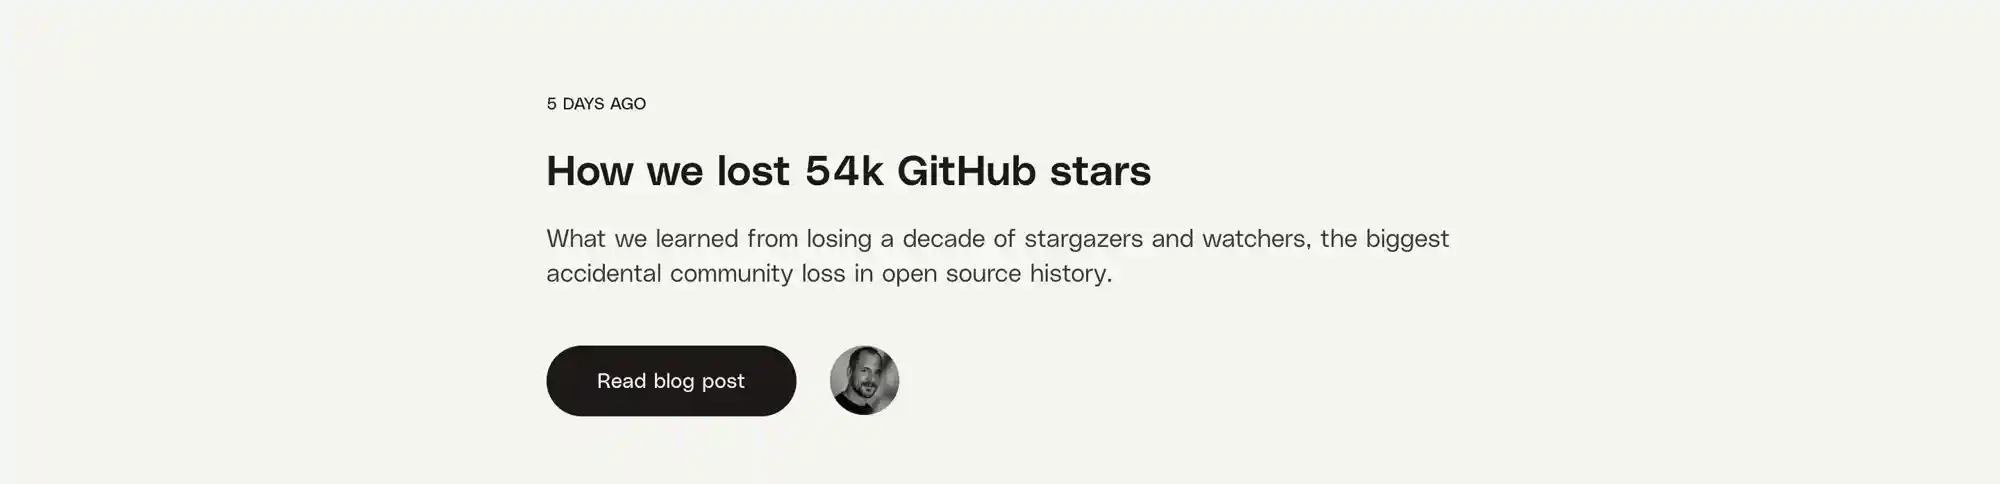 5 DAYS AGO
How we lost 54k GitHub stars
What we learned from losing a decade of stargazers and watchers, the biggest
accidental community loss in open source history.
Read blog post